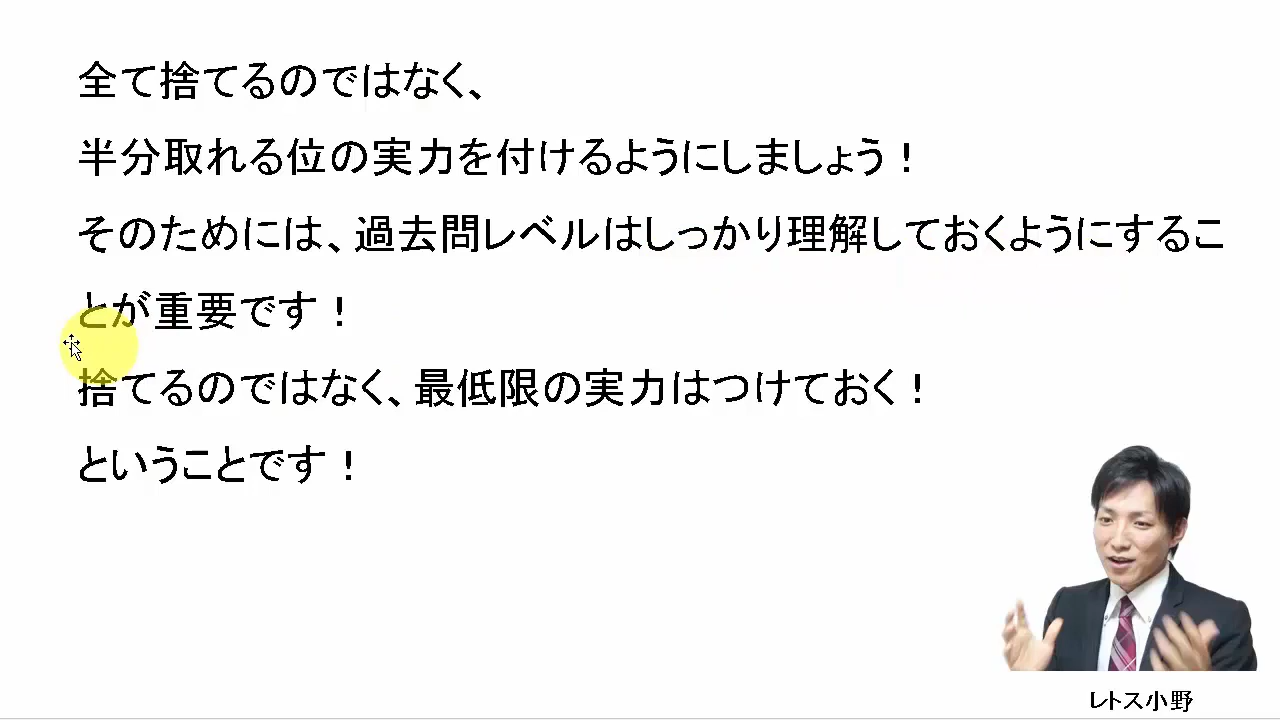 全て捨てるのではなく、
半分取れる位の実力を付けるようにしましょう！
そのためには、過去問レベルはしっかり理解しておくようにするこ
とが重要です！
捨てるのではなく、最低限の実力はつけておく！
ということです！
レトス小野